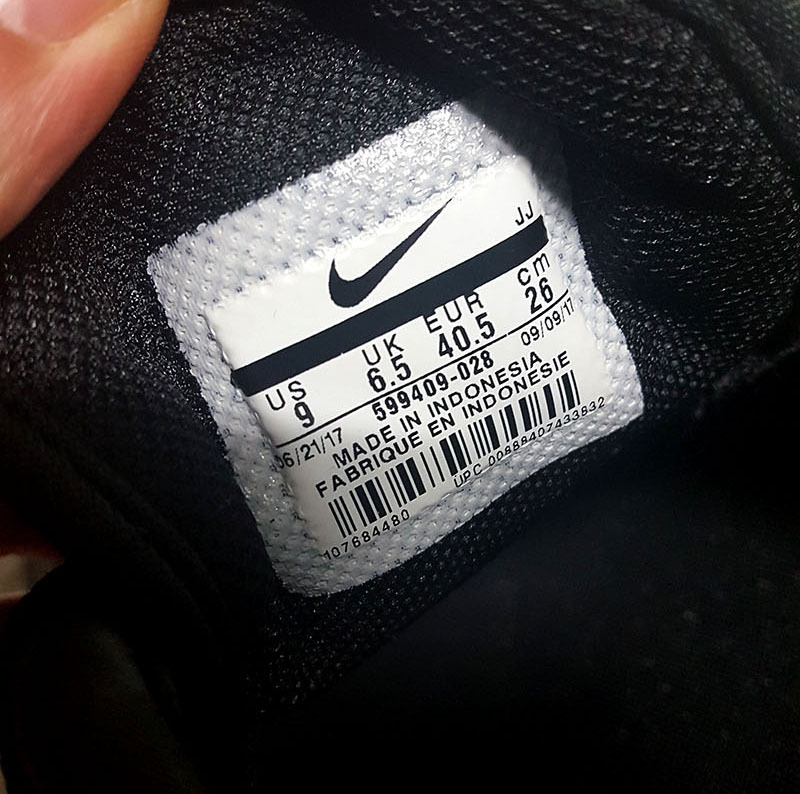 JJ
US UK EUR cm
9 6.5 40.5 26
06/21/17 599409-028 09/09/17
MADE IN INDONESIA
FABRIQUE EN INDONÉSIE
107684480 UPC 00888407433832